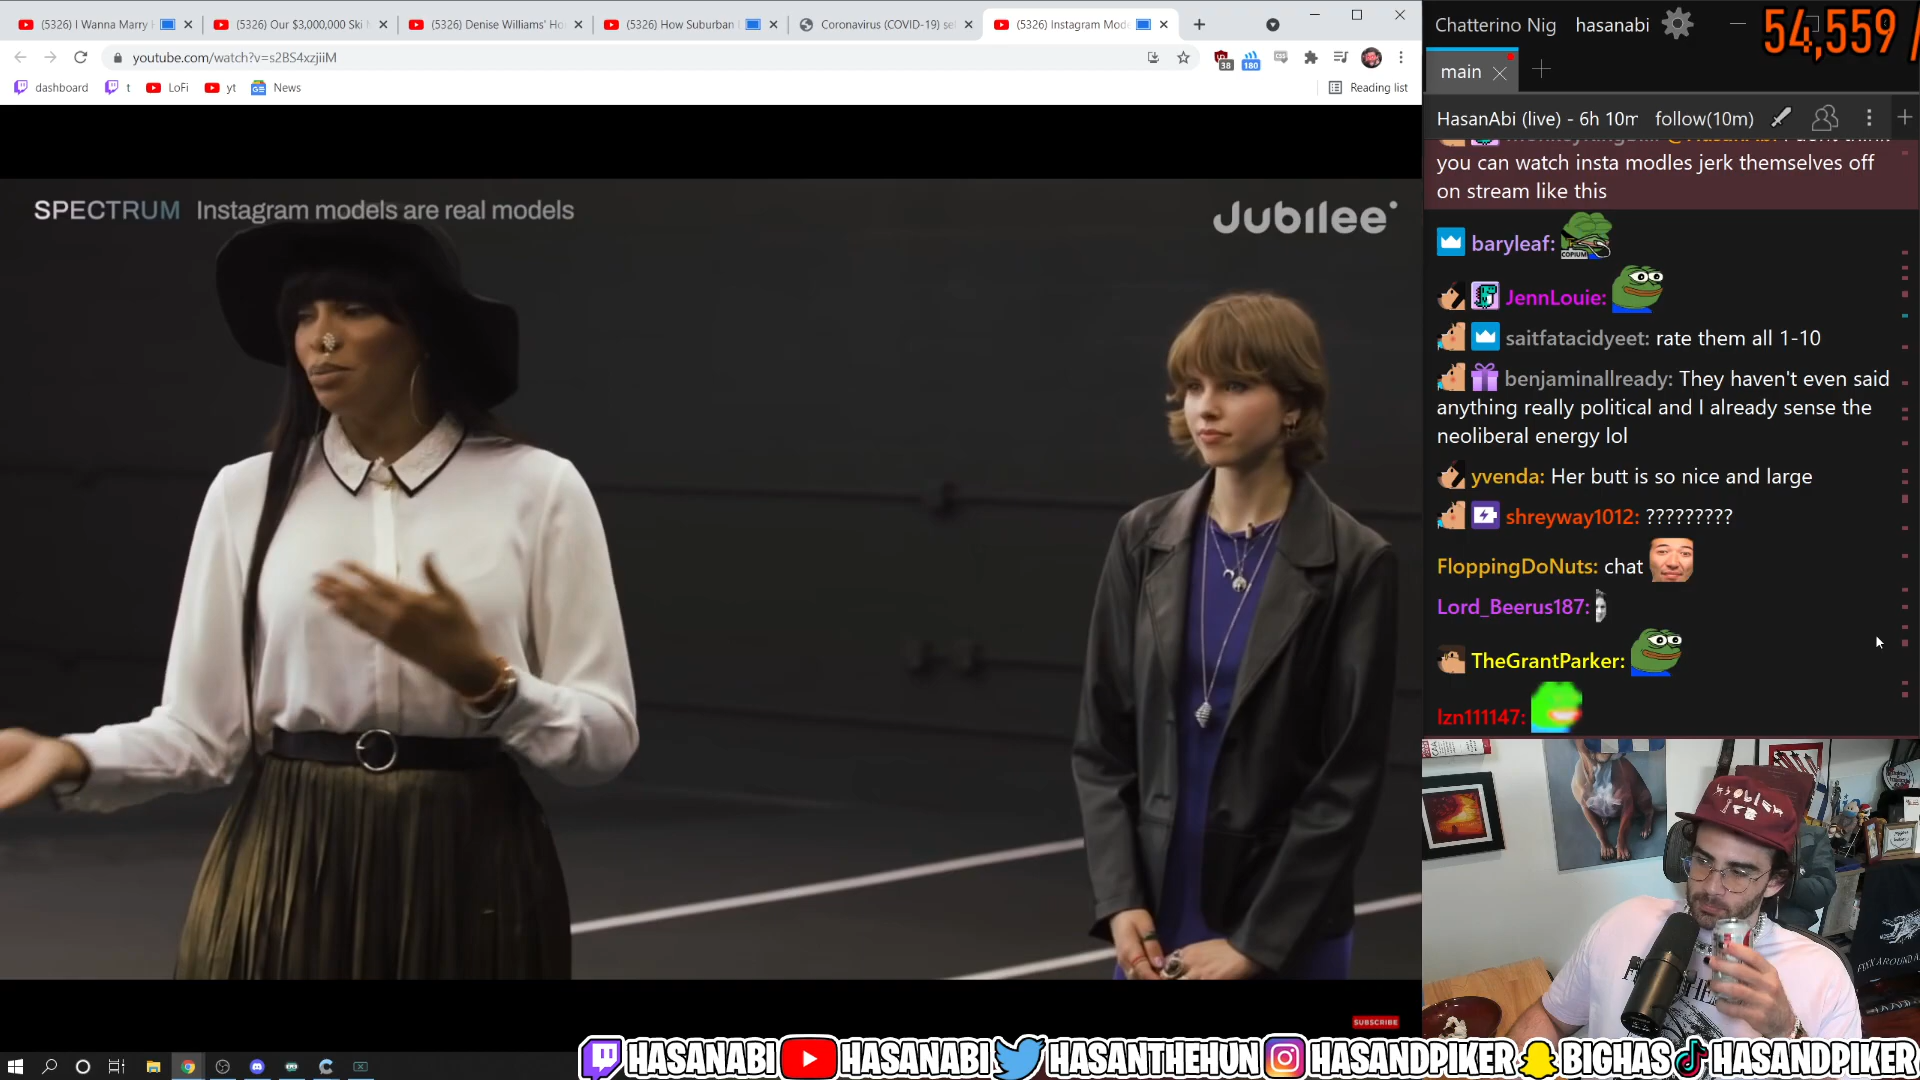 (5326) I Wanna Marry
(5326) Our $3,000,000 Ski
(5326) Denise Williams' Ho
(5326) How Suburban
Coronavirus (COVID-19) se
(5326) Instagram Mode
youtube.com/watch?v=s2BS4xzjiiM
38
180
dashboard
t
LoFi
yt
News
Reading list
SPECTRUM Instagram models are real models
Jubilee
SUBSCRIBE
Chatterino Nig
hasanabi
54,559 /
main
HasanAbi (live) - 6h 10m
follow(10m)
you can watch insta modles jerk themselves off
on stream like this
baryleaf:
COPIUM
JennLouie:
saitfatacidyeet: rate them all 1-10
benjaminallready: They haven't even said
anything really political and I already sense the
neoliberal energy lol
yvenda: Her butt is so nice and large
shreyway1012: ?????????
FloppingDoNuts: chat
Lord_Beerus187:
TheGrantParker:
lzn111147:
HASANABI HASANABI HASANTHEHUN HASANDPIKER BIGHAS HASANDPIKER